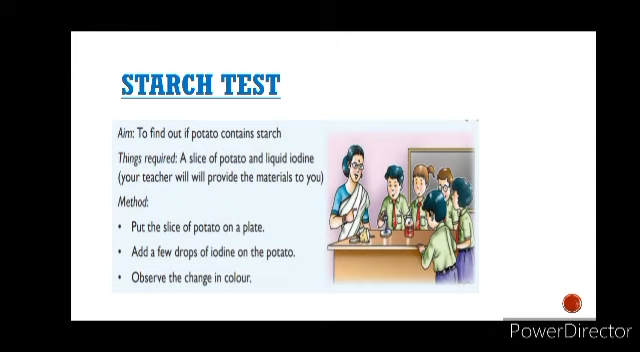 STARCH TEST
Aim: To find out if potato contains starch
Things required: A slice of potato and liquid iodine
(your teacher will will provide the materials to you)
Method:
• Put the slice of potato on a plate.
• Add a few drops of iodine on the potato.
• Observe the change in colour.
PowerDirector